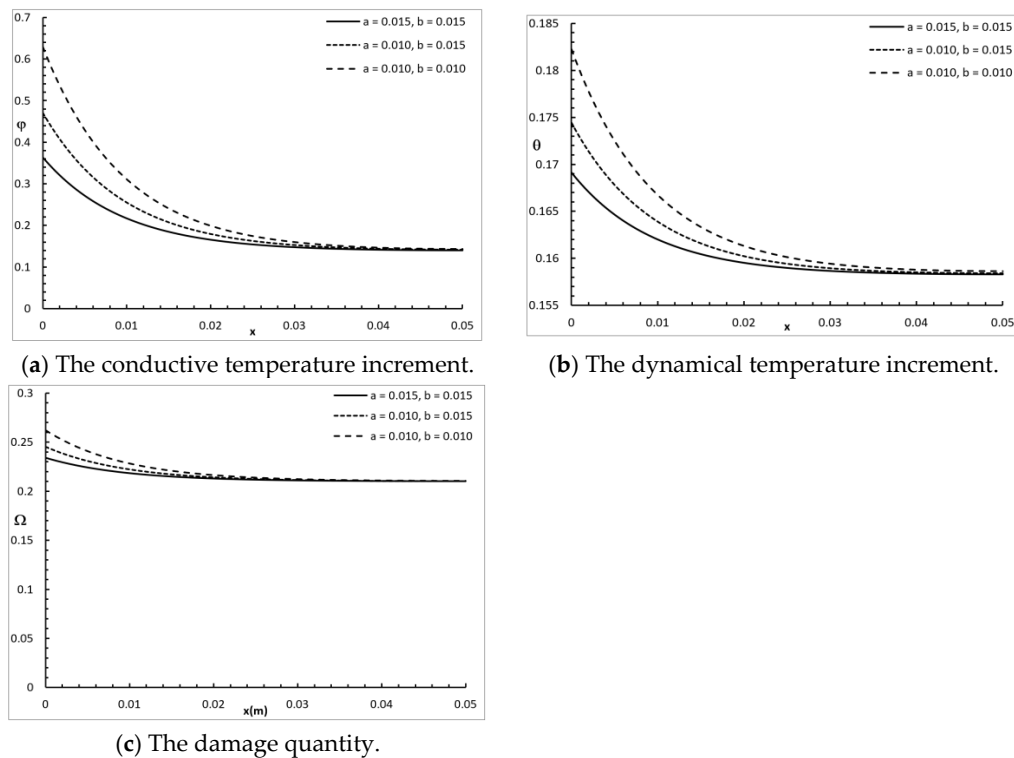 0.7
0.6
0.5
φ
0.4
0.3
0.2
0.1
0
0 0.01 0.02 0.03 0.04 0.05
x
a = 0.015, b = 0.015
a = 0.010, b = 0.015
a = 0.010, b = 0.010
(a) The conductive temperature increment.
0.185
0.18
0.175
θ
0.17
0.165
0.16
0.155
0 0.01 0.02 0.03 0.04 0.05
x
a = 0.015, b = 0.015
a = 0.010, b = 0.015
a = 0.010, b = 0.010
(b) The dynamical temperature increment.
0.3
0.25
0.2
Ω
0.15
0.1
0.05
0
0 0.01 0.02 0.03 0.04 0.05
x(m)
a = 0.015, b = 0.015
a = 0.010, b = 0.015
a = 0.010, b = 0.010
(c) The damage quantity.